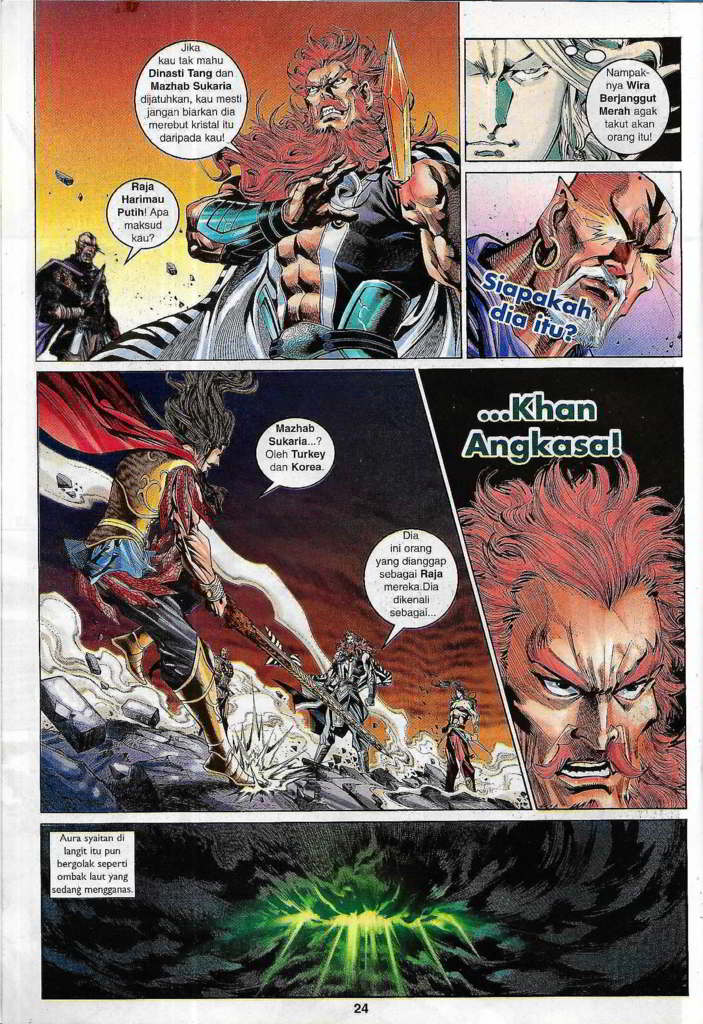 Jika
kau tak mahu
Dinasti Tang dan
Mazhab Sukaria
dijatuhkan, kau mesti
jangan biarkan dia
merebut kristal itu
daripada kau!
Raja
Harimau
Putih! Apa
maksud
kau?
Nampak-
nya Wira
Berjanggut
Merah agak
takut akan
orang itu!
Siapakah
dia itu?
Mazhab
Sukaria...?
Oleh Turkey
dan Korea.
Dia
ini orang
yang dianggap
sebagai Raja
mereka.Dia
dikenali
sebagai...
...Khan
Angkasa!
Aura syaitan di
langit itu pun
bergolak seperti
ombak laut yang
sedang mengganas.
24